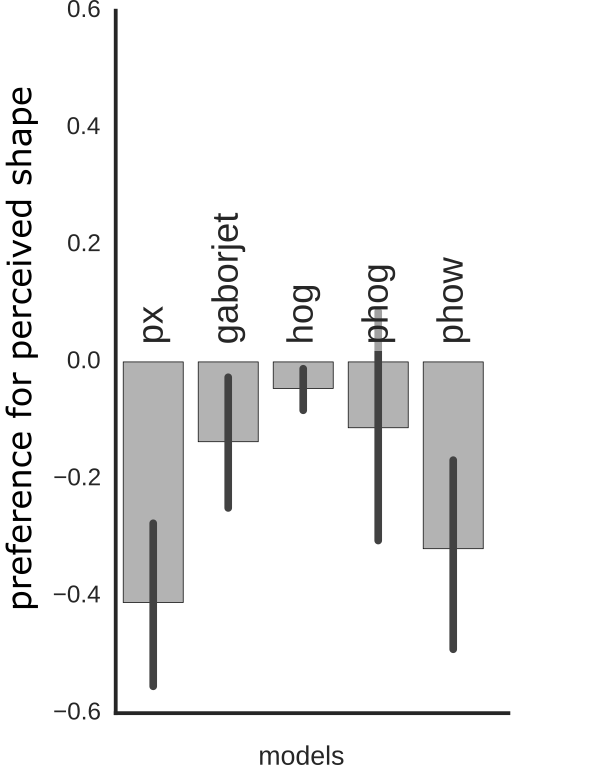 preference for perceived shape
0.6
0.4
0.2
0.0
−0.2
−0.4
−0.6
px
gaborjet
hog
phog
phow
models